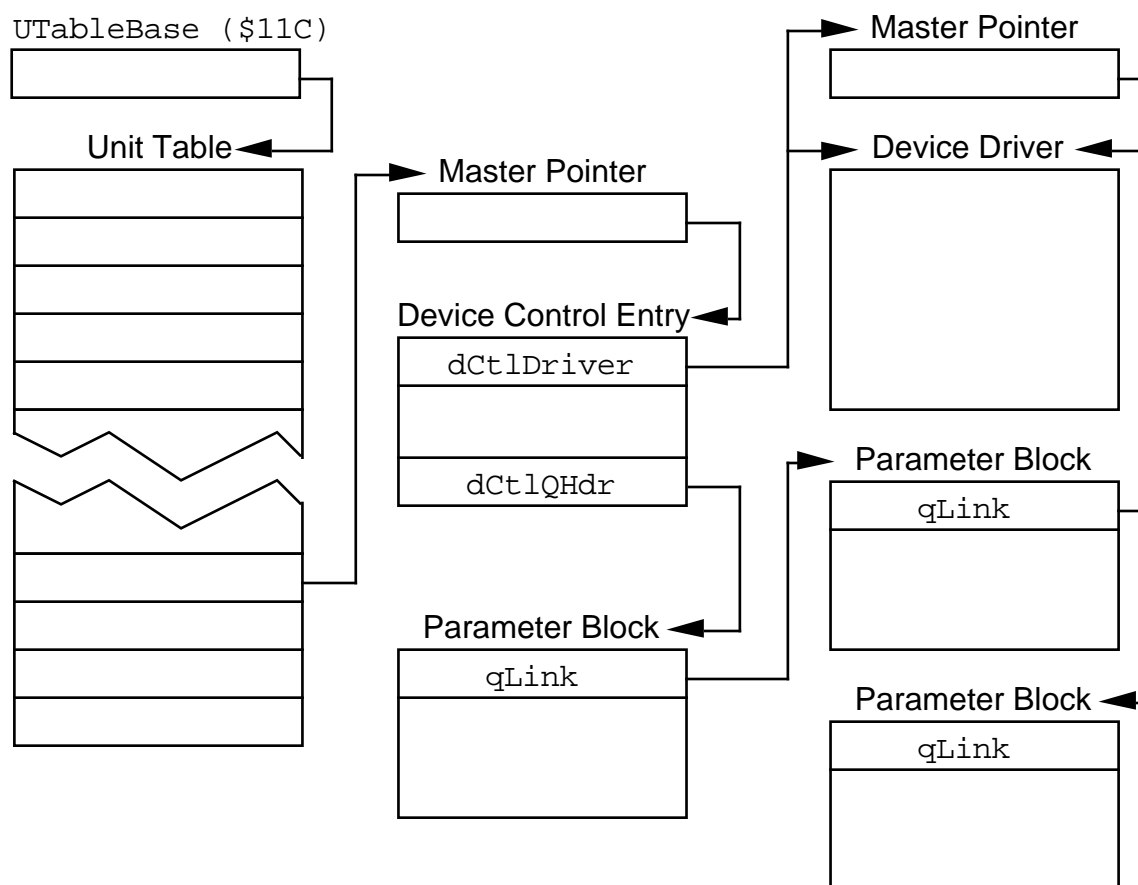 UTableBase ($11C)
Unit Table
Master Pointer
Device Control Entry
dCtlDriver
dCtlQHdr
Parameter Block
qLink
Master Pointer
Device Driver
Parameter Block
qLink
Parameter Block
qLink